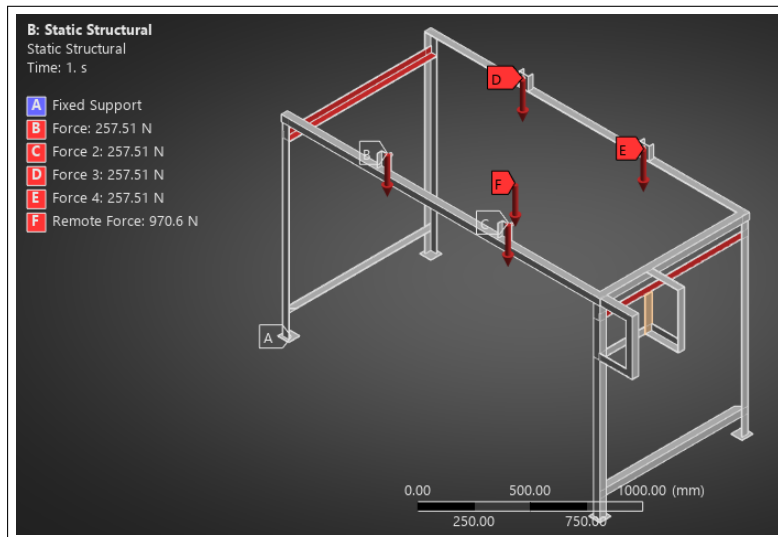 B: Static Structural
Static Structural
Time: 1. s
A Fixed Support
B Force: 257.51 N
C Force 2: 257.51 N
D Force 3: 257.51 N
E Force 4: 257.51 N
F Remote Force: 970.6 N
D
E
B
F
C
A
0.00 500.00 1000.00 (mm)
250.00 750.00